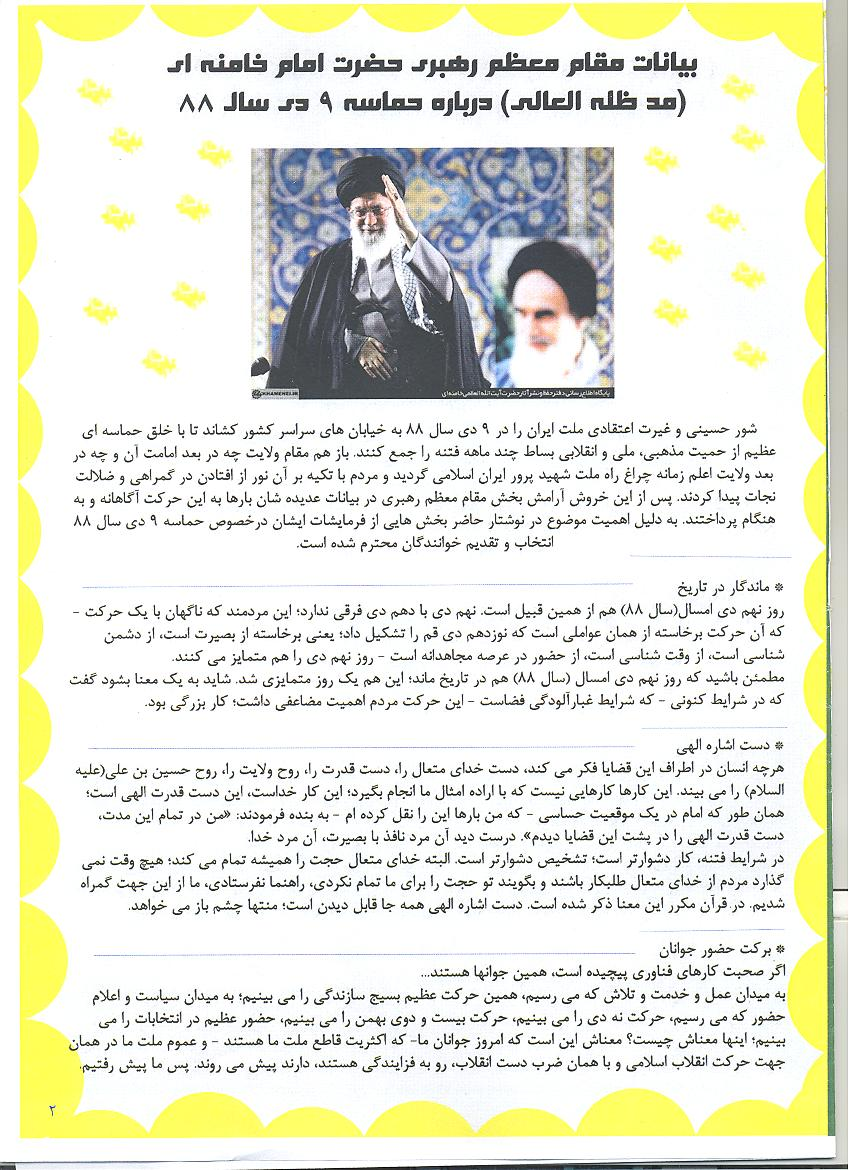 بیانات مقام معظم رهبری حضرت امام خامنه ای
(مد ظله العالی) درباره حماسه ۹ دی سال ۸۸
KHAMENEI.IR
پایگاه اطلاع رسانی دفتر حفظ و نشر آثار حضرت آیت الله العظمی خامنه ای
شور حسینی و غیرت اعتقادی ملت ایران را در ۹ دی سال ۸۸ به خیابان های سراسر کشور کشاند تا با خلق حماسه ای
عظیم از حمیت مذهبی، ملی و انقلابی بساط چند ماهه فتنه را جمع کنند. باز هم مقام ولایت چه در بعد امامت آن و چه در
بعد ولایت اعلم زمانه چراغ راه ملت شهید پرور ایران اسلامی گردید و مردم با تکیه بر آن نور از افتادن در گمراهی و ضلالت
نجات پیدا کردند. پس از این خروش آرامش بخش مقام معظم رهبری در بیانات عدیده شان بارها به این حرکت آگاهانه و به
هنگام پرداختند. به دلیل اهمیت موضوع در نوشتار حاضر بخش هایی از فرمایشات ایشان درخصوص حماسه ۹ دی سال ۸۸
انتخاب و تقدیم خوانندگان محترم شده است.
* ماندگار در تاریخ
روز نهم دی امسال(سال ۸۸) هم از همین قبیل است. نهم دی با دهم دی فرقی ندارد؛ این مردمند که ناگهان با یک حرکت -
که آن حرکت برخاسته از همان عواملی است که نوزدهم دی قم را تشکیل داد؛ یعنی برخاسته از بصیرت است، از دشمن
شناسی است، از وقت شناسی است، از حضور در عرصه مجاهدانه است - روز نهم دی را هم متمایز می کنند.
مطمئن باشید که روز نهم دی امسال (سال ۸۸) هم در تاریخ ماند؛ این هم یک روز متمایزی شد. شاید به یک معنا بشود گفت
که در شرایط کنونی - که شرایط غبارآلودگی فضاست - این حرکت مردم اهمیت مضاعفی داشت؛ کار بزرگی بود.
* دست اشاره الهی
هرچه انسان در اطراف این قضایا فکر می کند، دست خدای متعال را، دست قدرت را، روح ولایت را، روح حسین بن علی(علیه
السلام) را می بیند. این کارها کارهایی نیست که با اراده امثال ما انجام بگیرد؛ این کار خداست، این دست قدرت الهی است؛
همان طور که امام در یک موقعیت حساسی - که من بارها این را نقل کرده ام - به بنده فرمودند: «من در تمام این مدت،
دست قدرت الهی را در پشت این قضایا دیدم». درست دید آن مرد نافذ با بصیرت، آن مرد خدا.
در شرایط فتنه، کار دشوارتر است؛ تشخیص دشوارتر است. البته خدای متعال حجت را همیشه تمام می کند؛ هیچ وقت نمی
گذارد مردم از خدای متعال طلبکار باشند و بگویند تو حجت را برای ما تمام نکردی، راهنما نفرستادی، ما از این جهت گمراه
شدیم. در قرآن مکرر این معنا ذکر شده است. دست اشاره الهی همه جا قابل دیدن است؛ منتها چشم باز می خواهد.
* برکت حضور جوانان
اگر صحبت کارهای فناوری پیچیده است، همین جوانها هستند...
به میدان عمل و خدمت و تلاش که می رسیم، همین حرکت عظیم بسیج سازندگی را می بینیم؛ به میدان سیاست و اعلام
حضور که می رسیم، حرکت نه دی را می بینیم، حرکت بیست و دوی بهمن را می بینیم، حضور عظیم در انتخابات را می
بینیم؛ اینها معناش چیست؟ معناش این است که امروز جوانان ما- که اکثریت قاطع ملت ما هستند - و عموم ملت ما در همان
جهت حرکت انقلاب اسلامی و با همان ضرب دست انقلاب، رو به فزایندگی هستند، دارند پیش می روند. پس ما پیش رفتیم.
۲